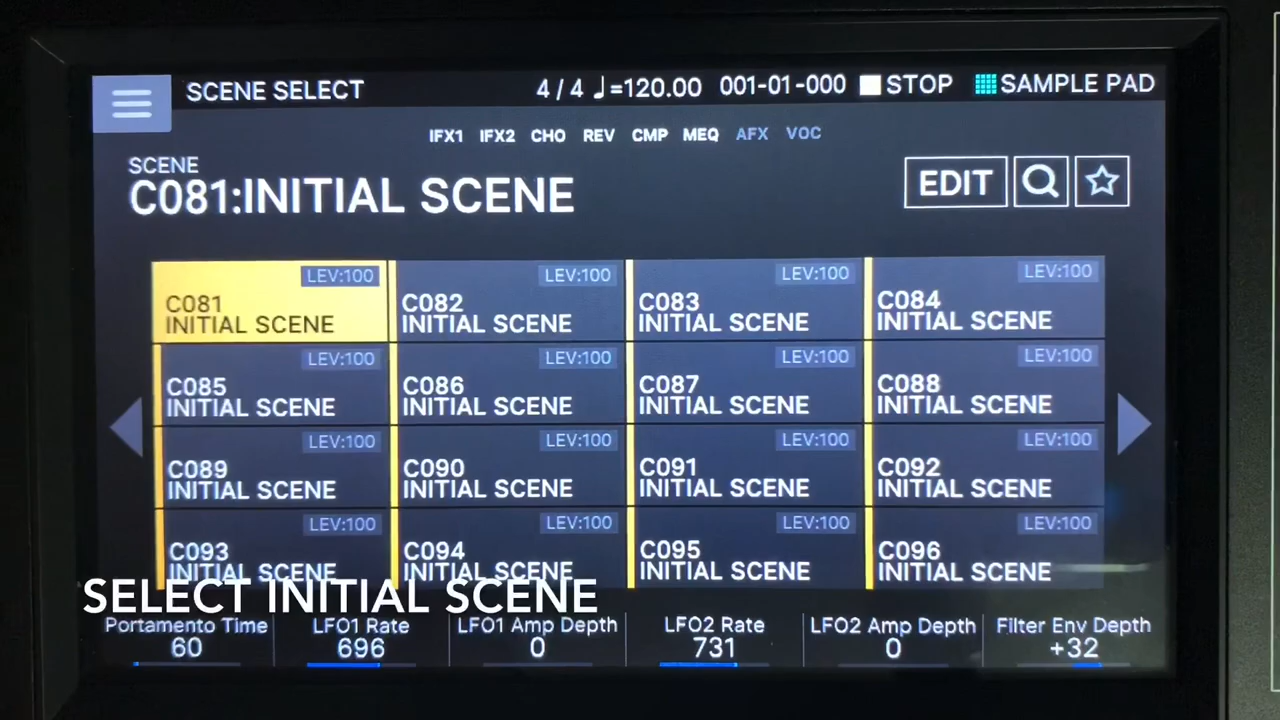 SCENE SELECT 4/4 ♩=120.00 001-01-000 STOP SAMPLE PAD
IFX1 IFX2 CHO REV CMP MEQ AFX VOC
SCENE
C081:INITIAL SCENE
EDIT
LEV:100 LEV:100 LEV:100 LEV:100
C081 C082 C083 C084
INITIAL SCENE INITIAL SCENE INITIAL SCENE INITIAL SCENE
LEV:100 LEV:100 LEV:100 LEV:100
C085 C086 C087 C088
INITIAL SCENE INITIAL SCENE INITIAL SCENE INITIAL SCENE
LEV:100 LEV:100 LEV:100 LEV:100
C089 C090 C091 C092
INITIAL SCENE INITIAL SCENE INITIAL SCENE INITIAL SCENE
LEV:100 LEV:100 LEV:100 LEV:100
C093 C094 C095 C096
INITIAL SCENE INITIAL SCENE INITIAL SCENE INITIAL SCENE
SELECT INITIAL SCENE
Portamento Time LFO1 Rate LFO1 Amp Depth LFO2 Rate LFO2 Amp Depth Filter Env Depth
60 696 0 731 0 +32